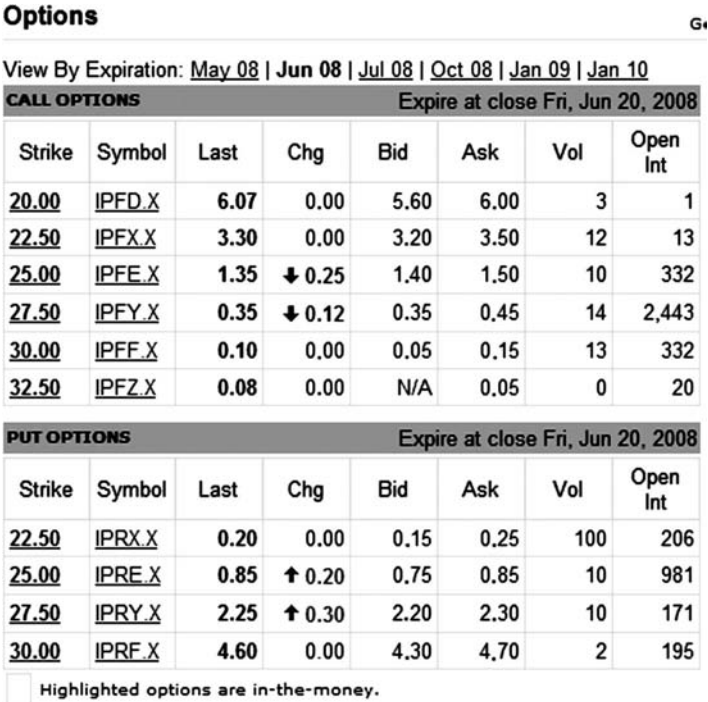 Options
View By Expiration: May 08 | Jun 08 | Jul 08 | Oct 08 | Jan 09 | Jan 10
CALL OPTIONS Expire at close Fri, Jun 20, 2008
Strike Symbol Last Chg Bid Ask Vol Open Int
20.00 IPFD.X 6.07 0.00 5.60 6.00 3 1
22.50 IPFX.X 3.30 0.00 3.20 3.50 12 13
25.00 IPFE.X 1.35 ↓ 0.25 1.40 1.50 10 332
27.50 IPFY.X 0.35 ↓ 0.12 0.35 0.45 14 2,443
30.00 IPFF.X 0.10 0.00 0.05 0.15 13 332
32.50 IPFZ.X 0.08 0.00 N/A 0.05 0 20
PUT OPTIONS Expire at close Fri, Jun 20, 2008
Strike Symbol Last Chg Bid Ask Vol Open Int
22.50 IPRX.X 0.20 0.00 0.15 0.25 100 206
25.00 IPRE.X 0.85 ↑ 0.20 0.75 0.85 10 981
27.50 IPRY.X 2.25 ↑ 0.30 2.20 2.30 10 171
30.00 IPRF.X 4.60 0.00 4.30 4.70 2 195
Highlighted options are in-the-money.